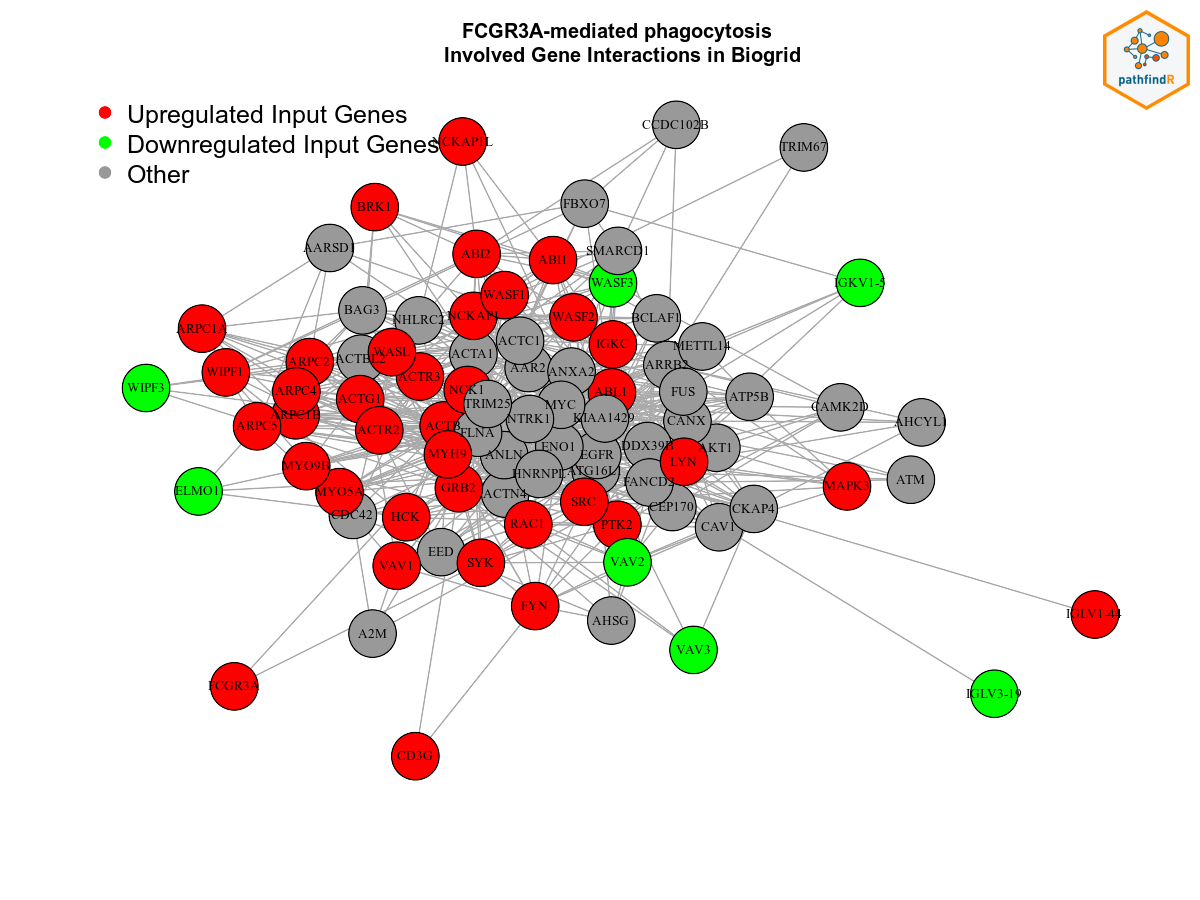 FCGR3A-mediated phagocytosis
Involved Gene Interactions in Biogrid
pathfindR
Upregulated Input Genes
Downregulated Input Genes
Other
CCDC102B
NCKAP1L
TRIM67
FBXO7
BRK1
AARSD1
SMARCD1
ABI2
ABI1
WASF3
IGKV1-5
WASF1
BAG3
NHLRC2
NCKAP1
WASF2
BCLAF1
ARPC1A
ACTC1
IGKC
METTL14
ACTA1
ACTBL2
WASL
ARPC2
ARRB2
AAR2
ANXA2
WIPF1
ACTR3
WIPF3
ARPC4
NCK1
ABL1
FUS
ATP5B
ACTG1
TRIM25
MYC
CAMK2D
ARPC1B
NTRK1
KIAA1429
CANX
AHCYL1
ARPC5
ACTR2
ACTB
FLNA
ENO1
DDX39B
AKT1
MYH9
ANLN
EGFR
LYN
MYO9B
HNRNPL
ATG16L1
FANCD2
ATM
ELMO1
MYO5A
GRB2
ACTN4
MAPK3
SRC
CEP170
CKAP4
CDC42
HCK
RAC1
PTK2
CAV1
EED
VAV1
SYK
VAV2
FYN
IGLV1-44
AHSG
A2M
VAV3
FCGR3A
IGLV3-19
CD3G